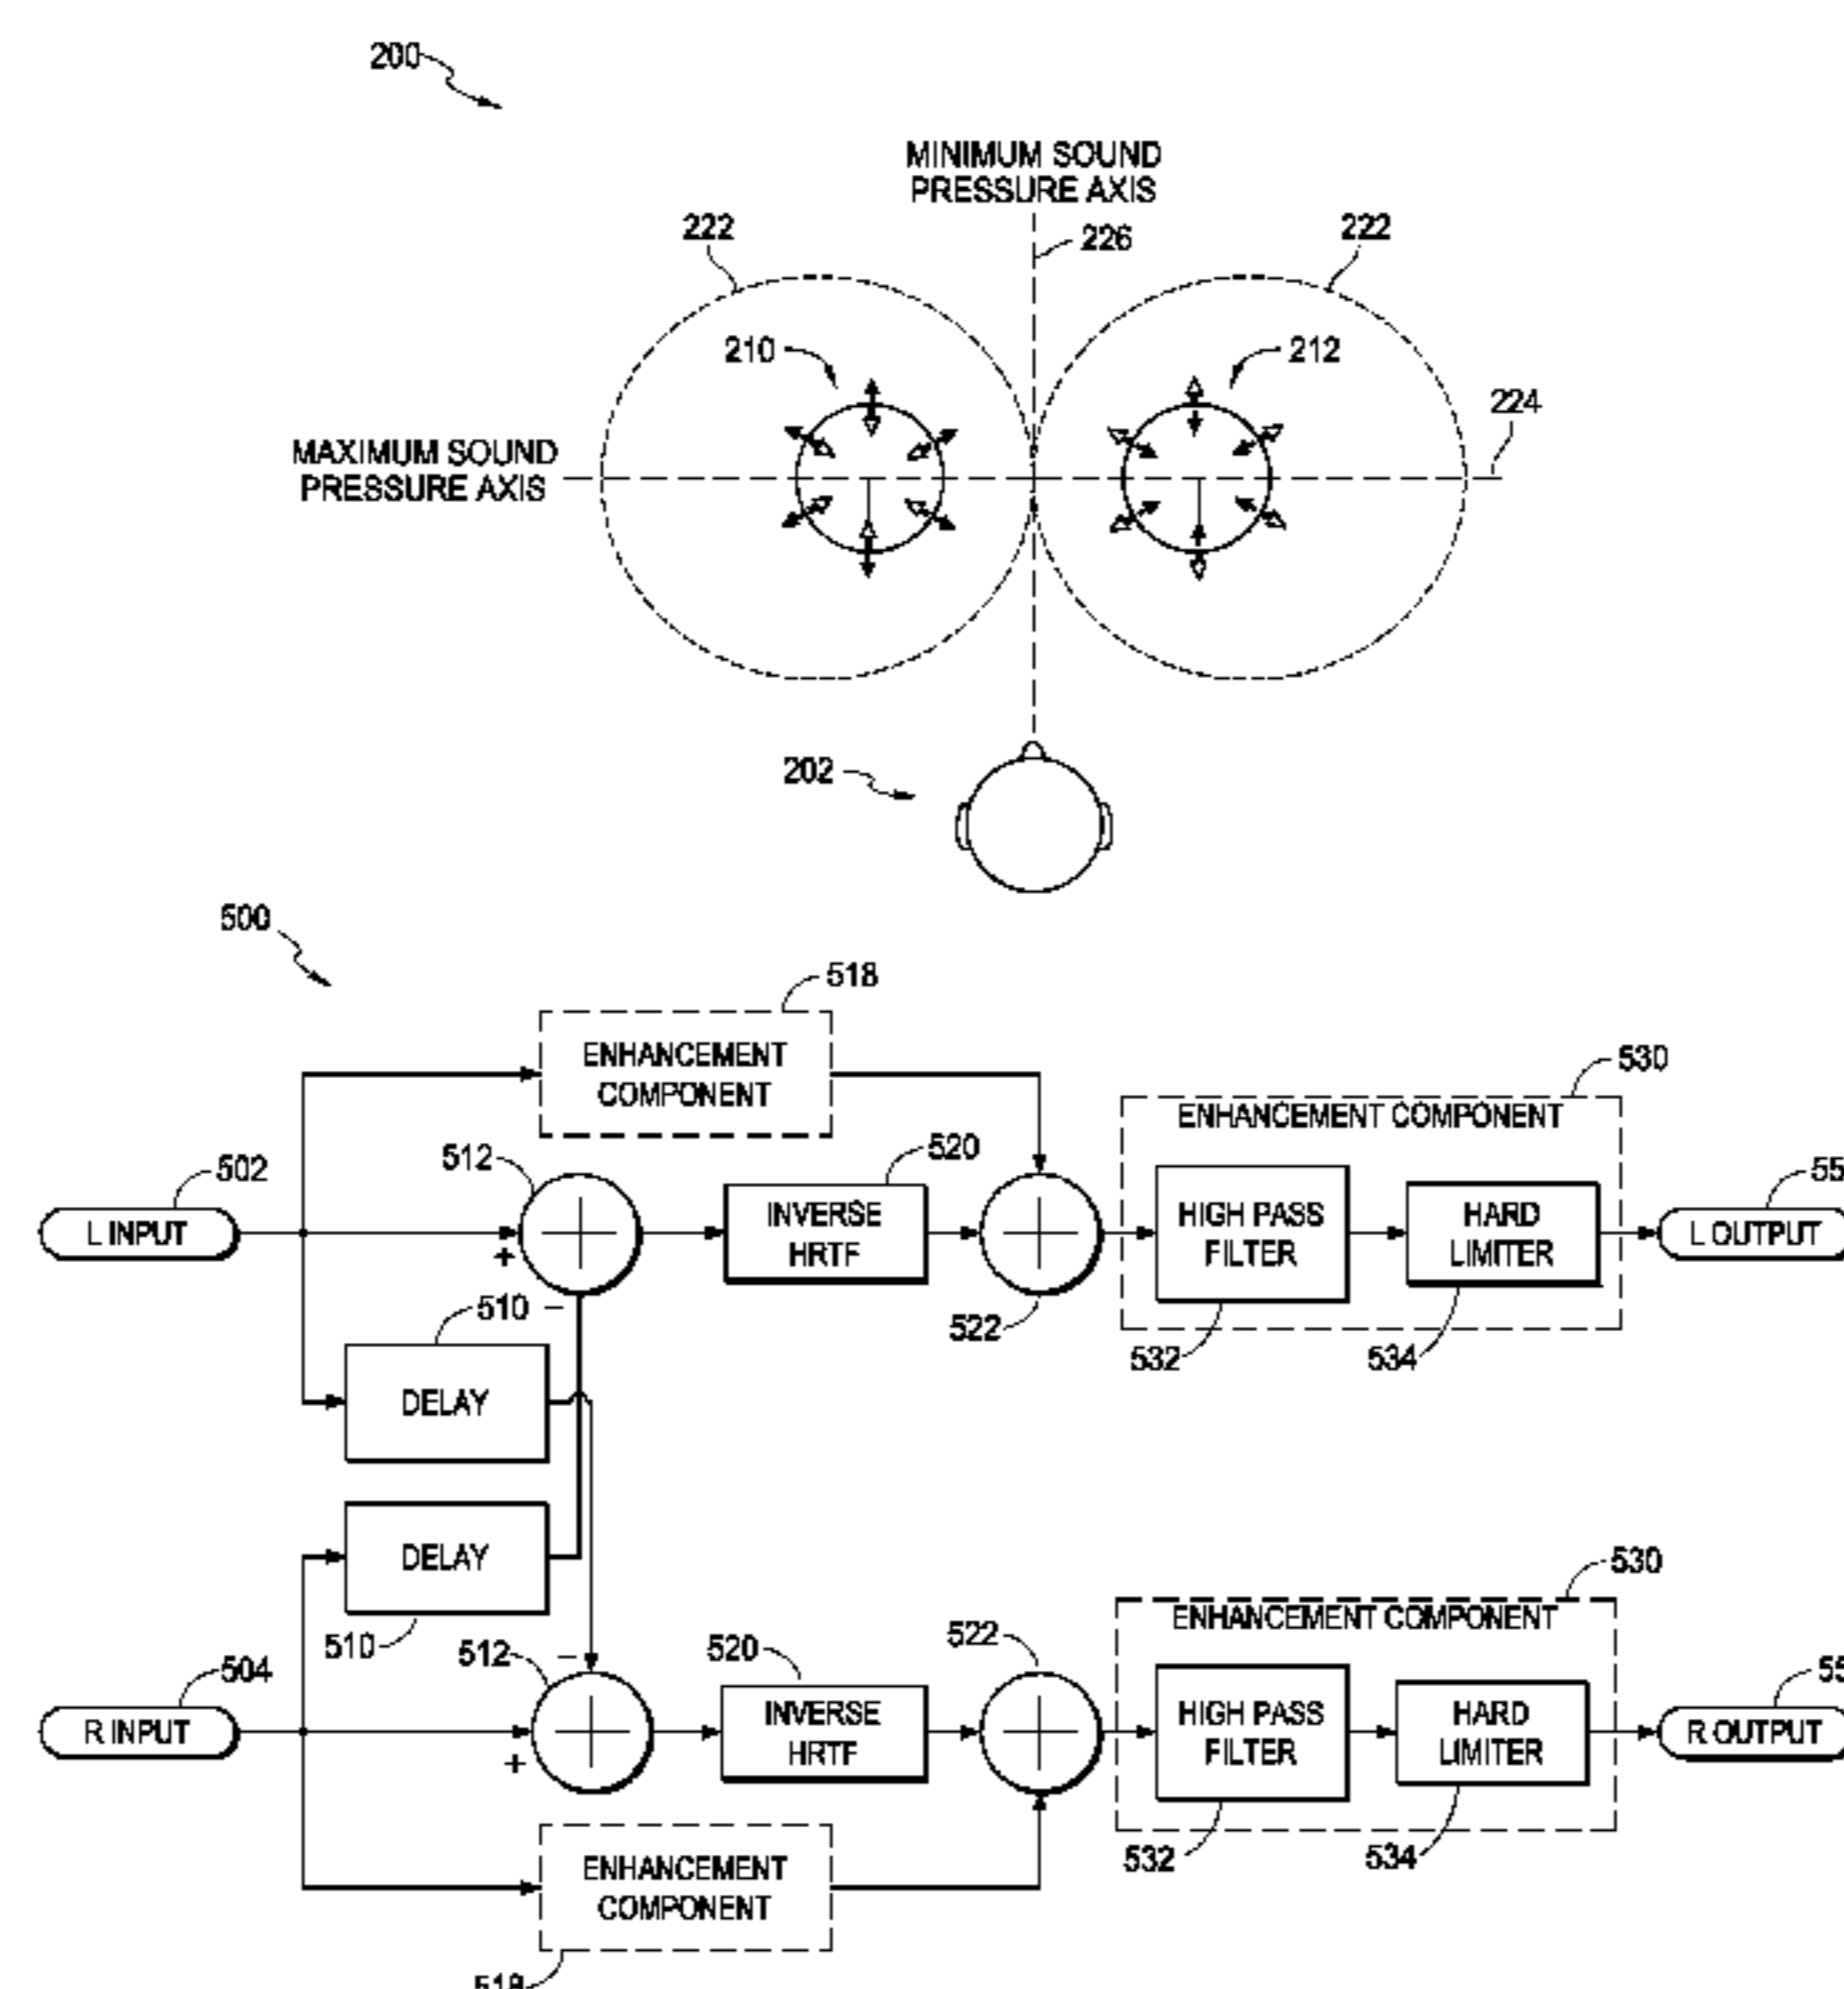 200
MINIMUM SOUND
PRESSURE AXIS
222
226
222
210
212
224
MAXIMUM SOUND
PRESSURE AXIS
202
500
518
ENHANCEMENT
COMPONENT
530
ENHANCEMENT COMPONENT
502
512
520
55
L INPUT
+
INVERSE
HRTF
HIGH PASS
FILTER
HARD
LIMITER
L OUTPUT
510
−
522
532
534
DELAY
DELAY
530
ENHANCEMENT COMPONENT
510
512
−
520
522
504
55
R INPUT
+
INVERSE
HRTF
HIGH PASS
FILTER
HARD
LIMITER
R OUTPUT
532
534
ENHANCEMENT
COMPONENT